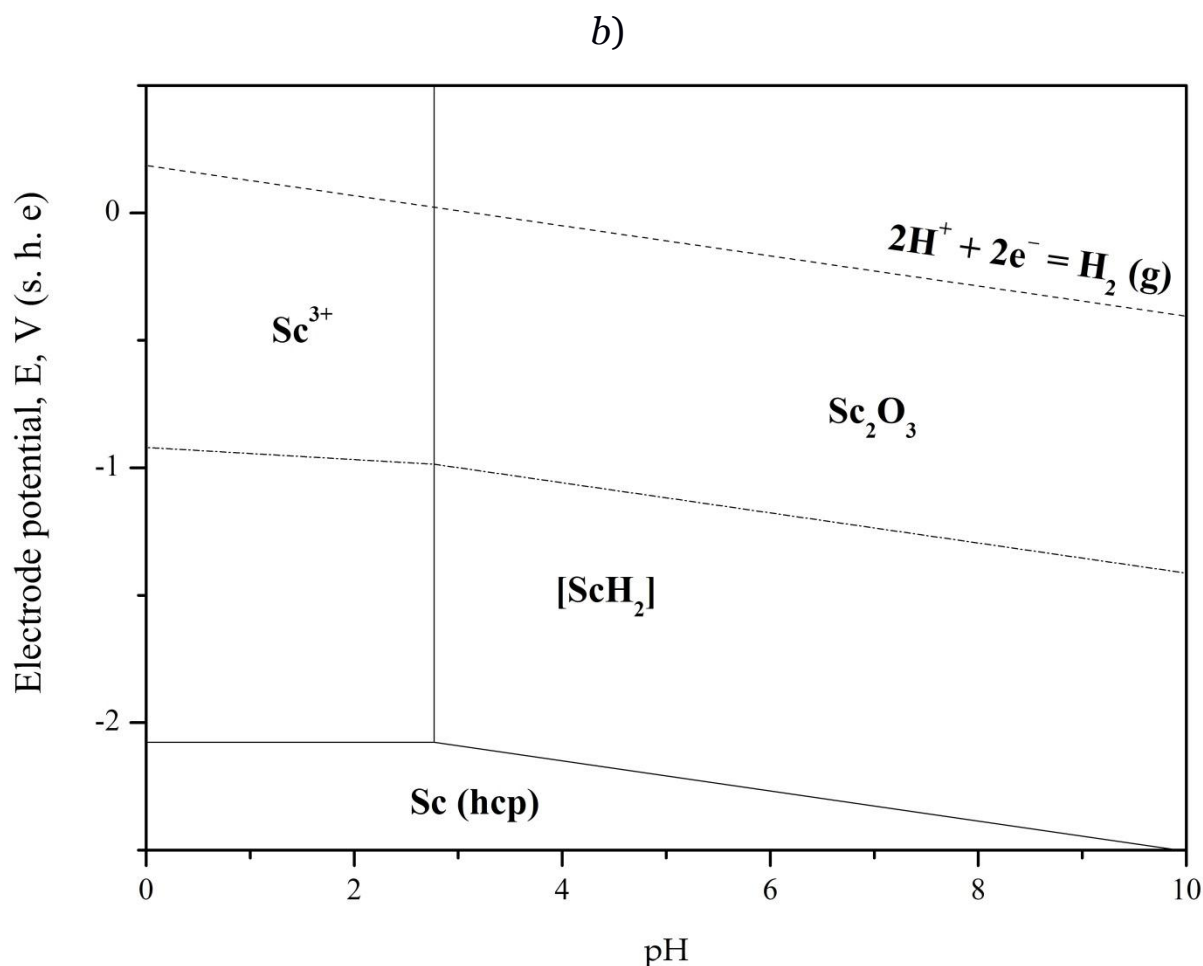 b)
Electrode potential, E, V (s. h. e)
0
-1
-2
2H⁺ + 2e⁻ = H₂ (g)
Sc³⁺
Sc₂O₃
[ScH₂]
Sc (hcp)
0 2 4 6 8 10
pH